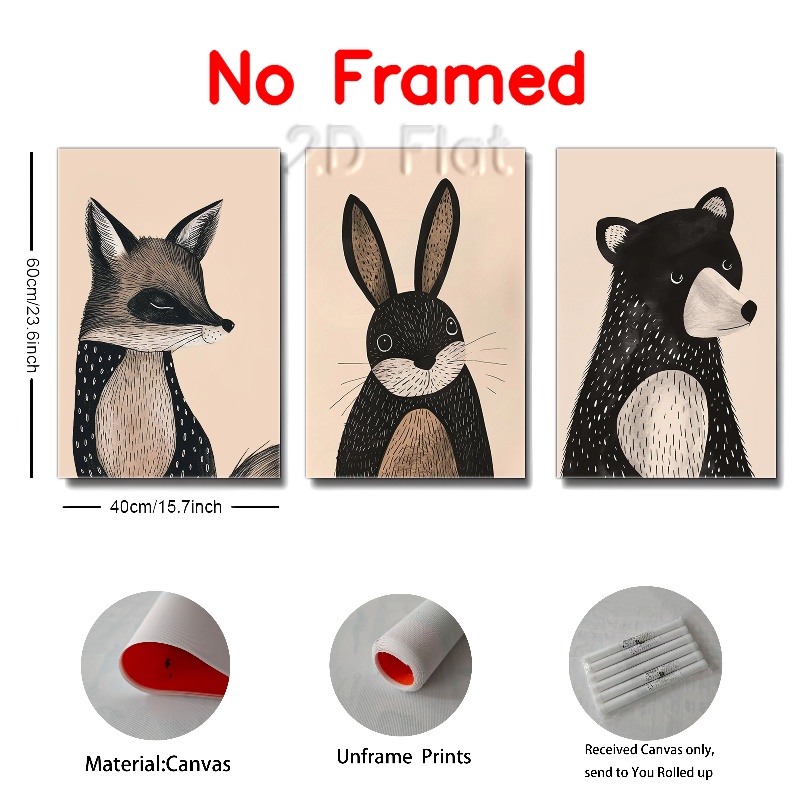 No Framed
2D Flat
60cm/23.6inch
40cm/15.7inch
Material:Canvas
Unframe Prints
Received Canvas only,
send to You Rolled up